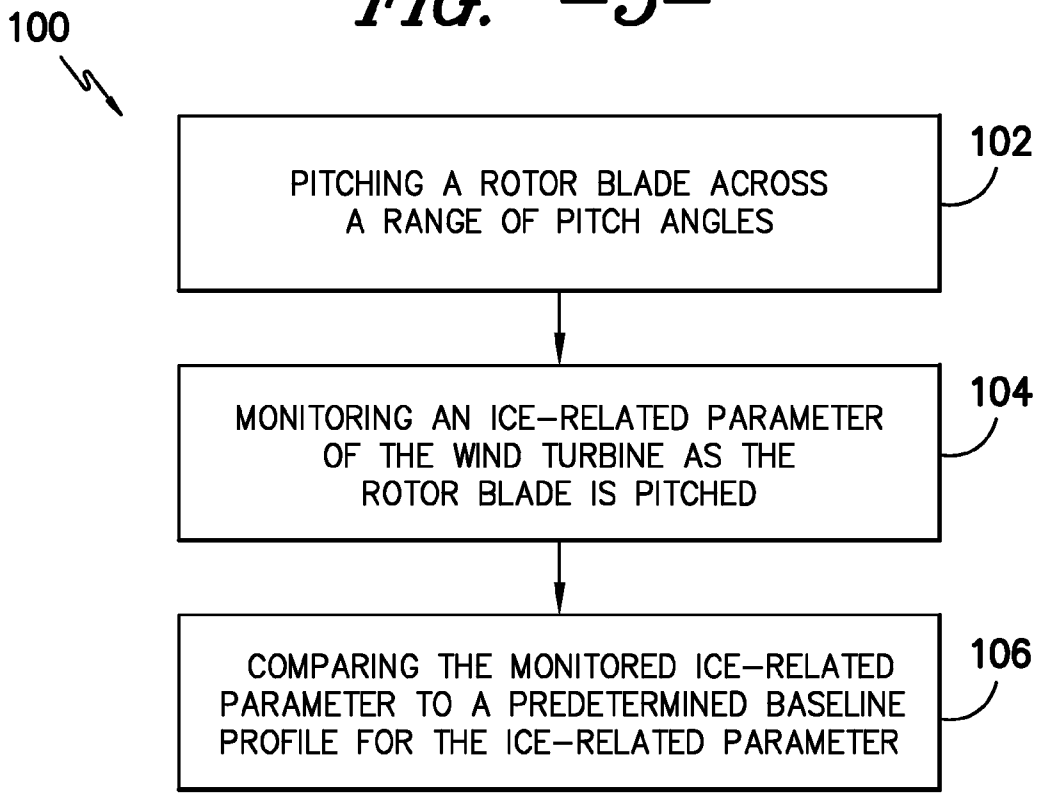 FIG. -5-
100
102
PITCHING A ROTOR BLADE ACROSS
A RANGE OF PITCH ANGLES
104
MONITORING AN ICE-RELATED PARAMETER
OF THE WIND TURBINE AS THE
ROTOR BLADE IS PITCHED
106
COMPARING THE MONITORED ICE-RELATED
PARAMETER TO A PREDETERMINED BASELINE
PROFILE FOR THE ICE-RELATED PARAMETER